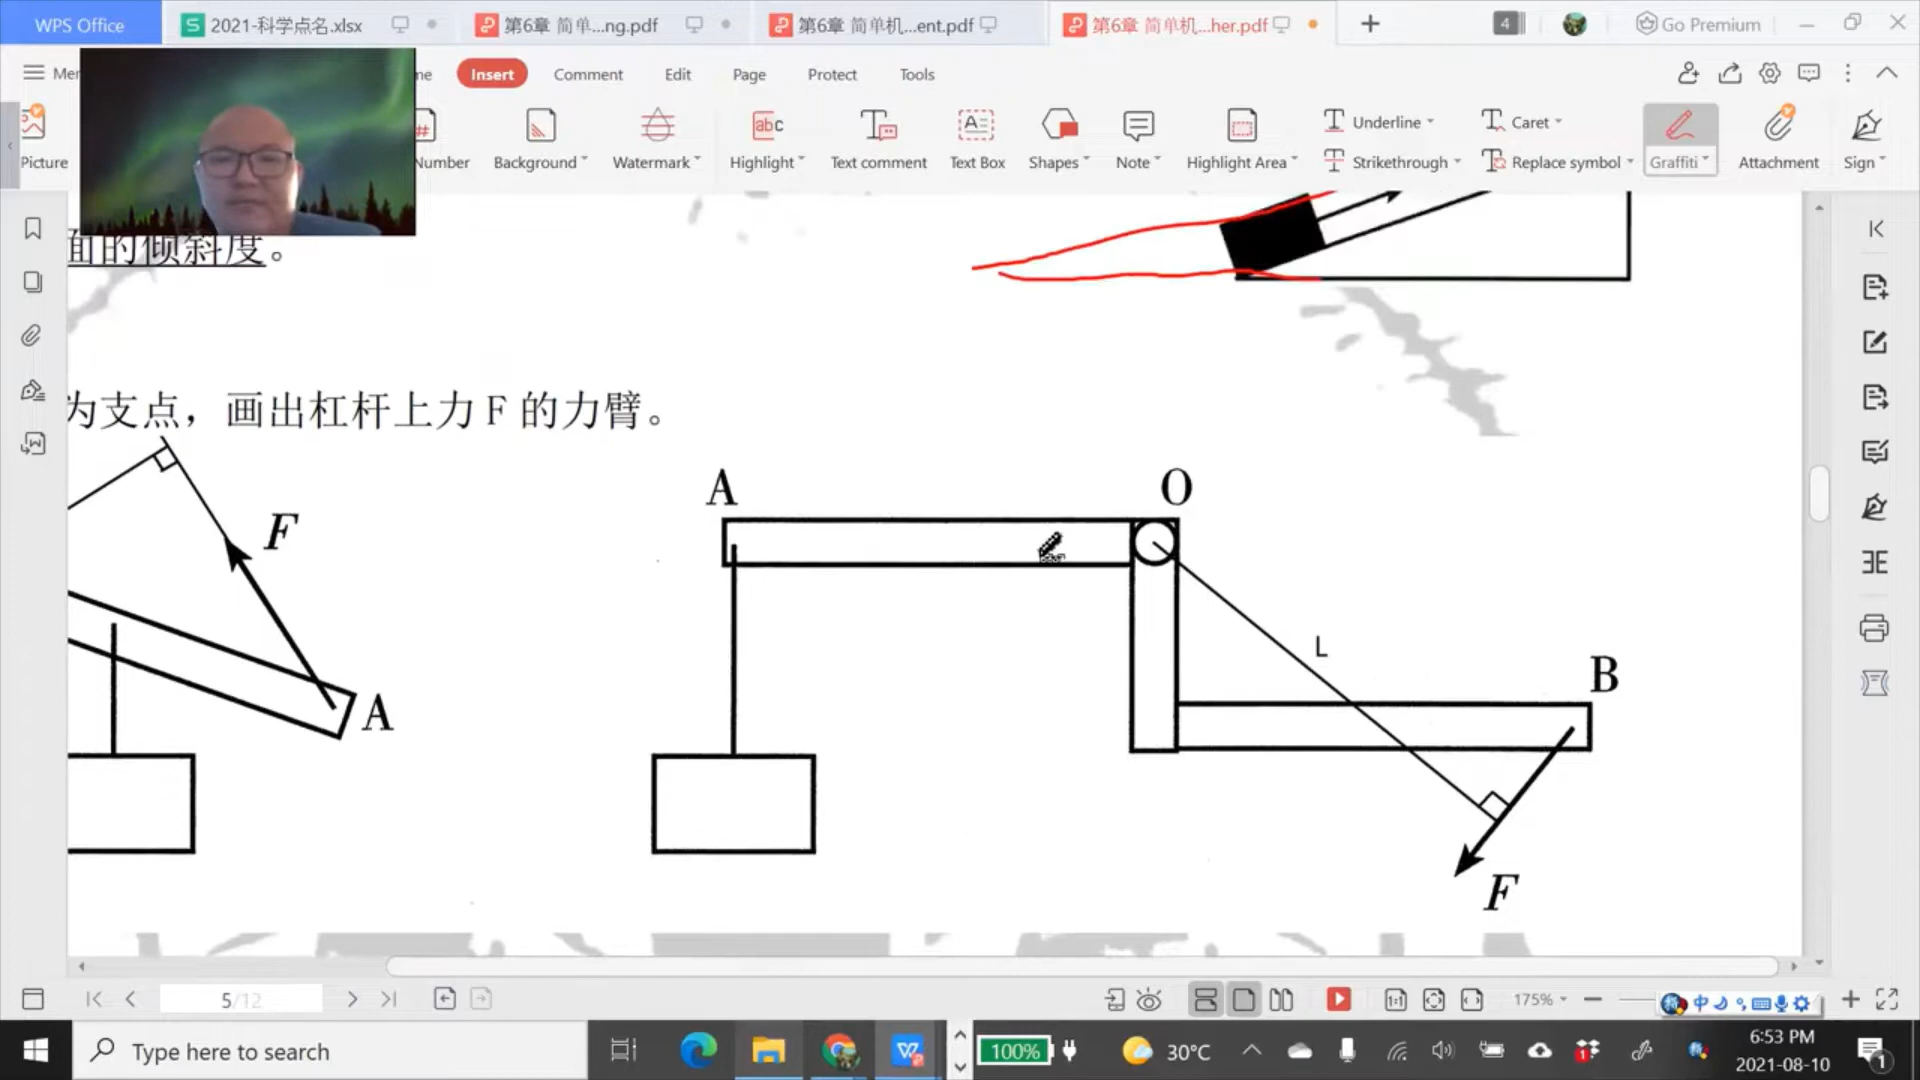 WPS Office
2021-科学点名.xlsx
第6章 简单...ng.pdf
第6章 简单机...ent.pdf
第6章 简单机...her.pdf
4
Go Premium
Insert
Comment
Edit
Page
Protect
Tools
Picture
Number
Background
Watermark
Highlight
Text comment
Text Box
Shapes
Note
Highlight Area
Underline
Strikethrough
Caret
Replace symbol
Graffiti
Attachment
Sign
面的倾斜度。
为支点，画出杠杆上力 F 的力臂。
A
O
F
L
B
A
F
5/12
175%
中
Type here to search
100%
30°C
6:53 PM
2021-08-10
1